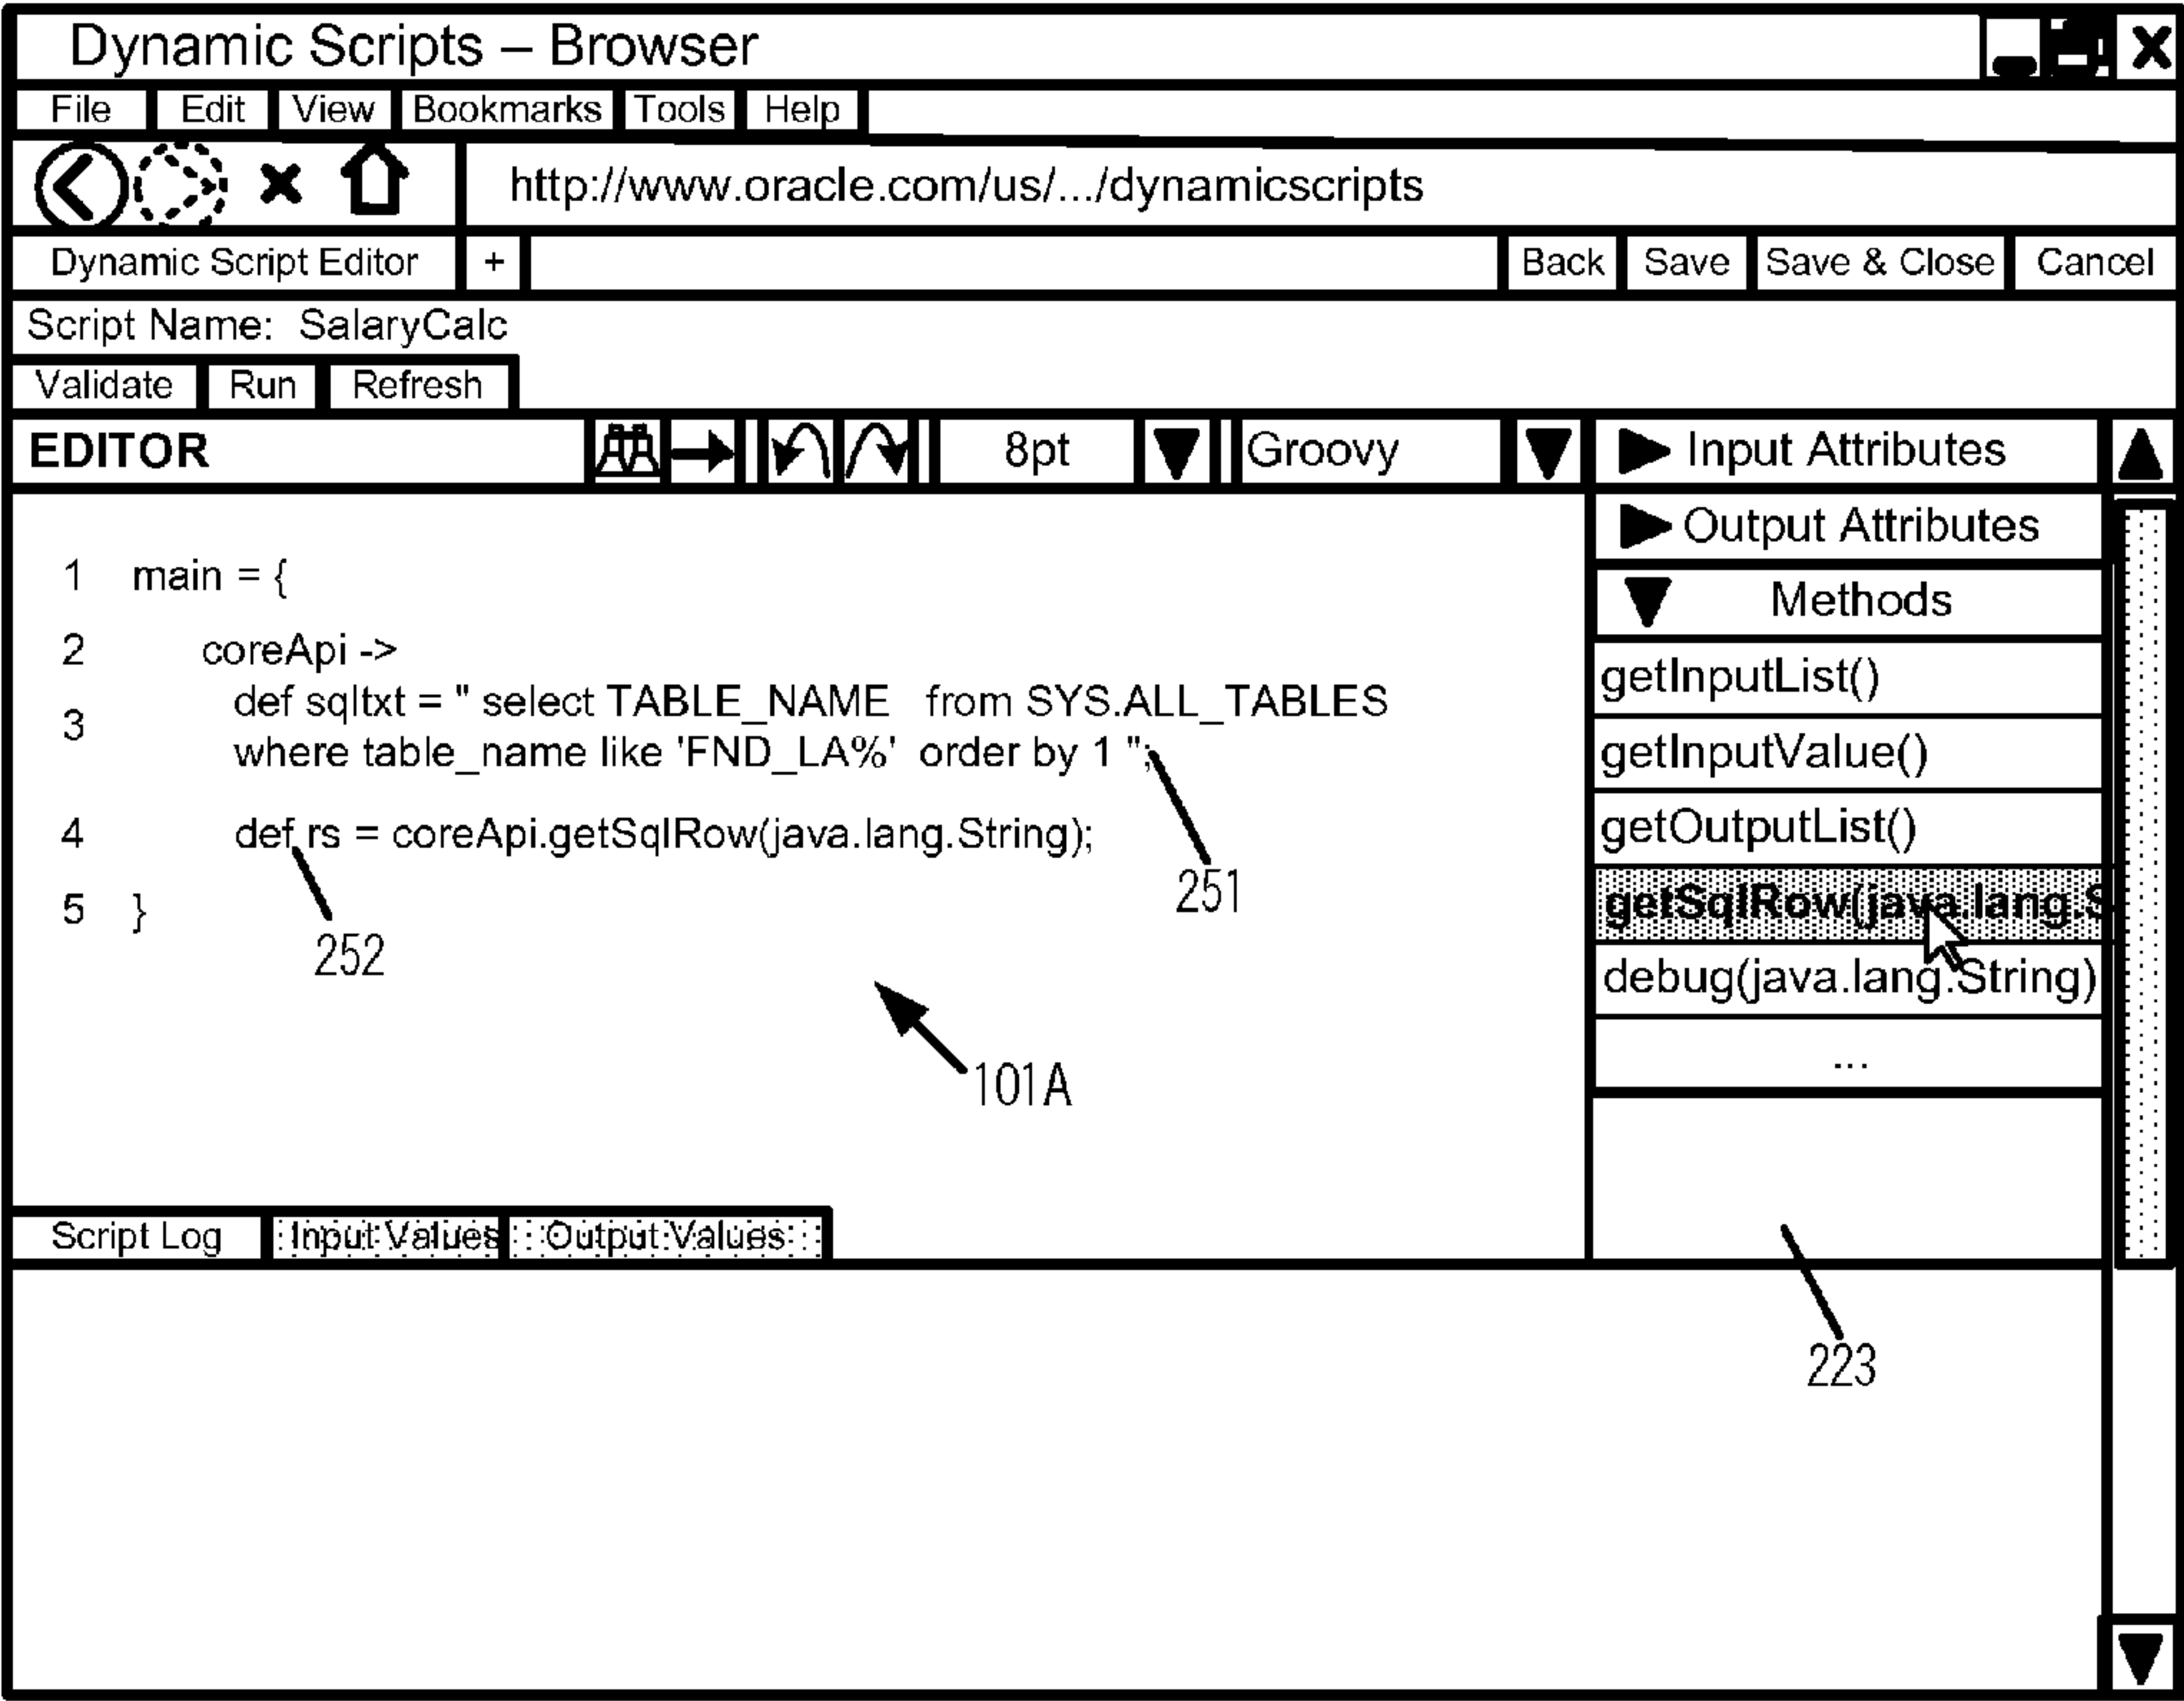 Dynamic Scripts – Browser
File Edit View Bookmarks Tools Help
http://www.oracle.com/us/.../dynamicscripts
Dynamic Script Editor + Back Save Save & Close Cancel
Script Name: SalaryCalc
Validate Run Refresh
EDITOR 8pt Groovy Input Attributes
Output Attributes
Methods
getInputList()
getInputValue()
getOutputList()
getSqlRow(java.lang.S
debug(java.lang.String)
...
1 main = {
2 coreApi ->
3 def sqltxt = " select TABLE_NAME from SYS.ALL_TABLES
where table_name like 'FND_LA%' order by 1 ";
4 def rs = coreApi.getSqlRow(java.lang.String);
5 }
251
252
101A
Script Log Input Values Output Values
223